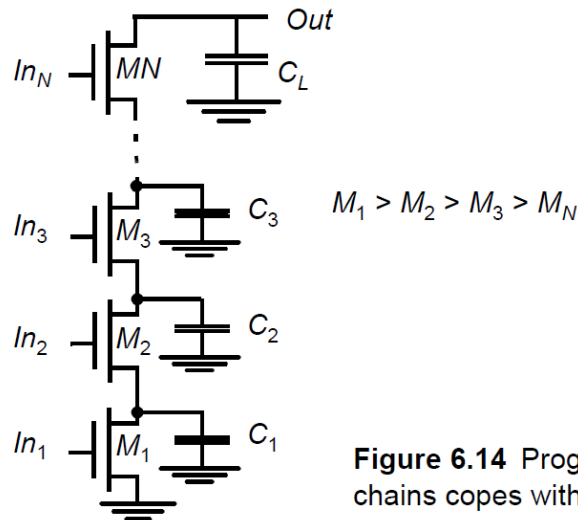 Out
In_N
MN
C_L
In_3
M_3
C_3
M_1 > M_2 > M_3 > M_N
In_2
M_2
C_2
In_1
M_1
C_1
Figure 6.14 Prog
chains copes with